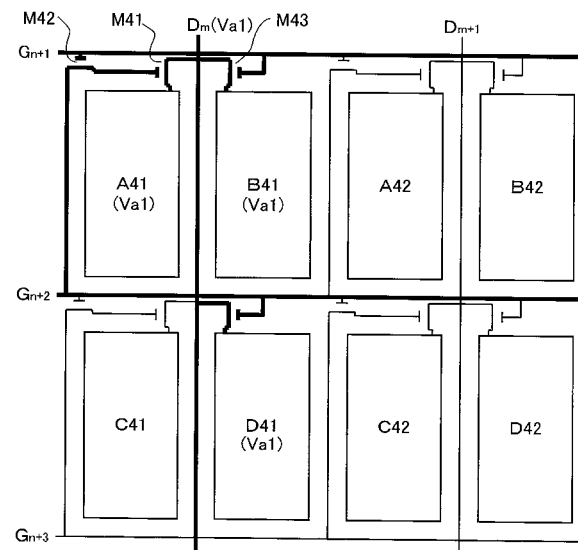 M42 M41 Dm(Va1) M43 Dm+1
Gn+1
A41 B41 A42 B42
(Va1) (Va1)
Gn+2
C41 D41 C42 D42
(Va1)
Gn+3